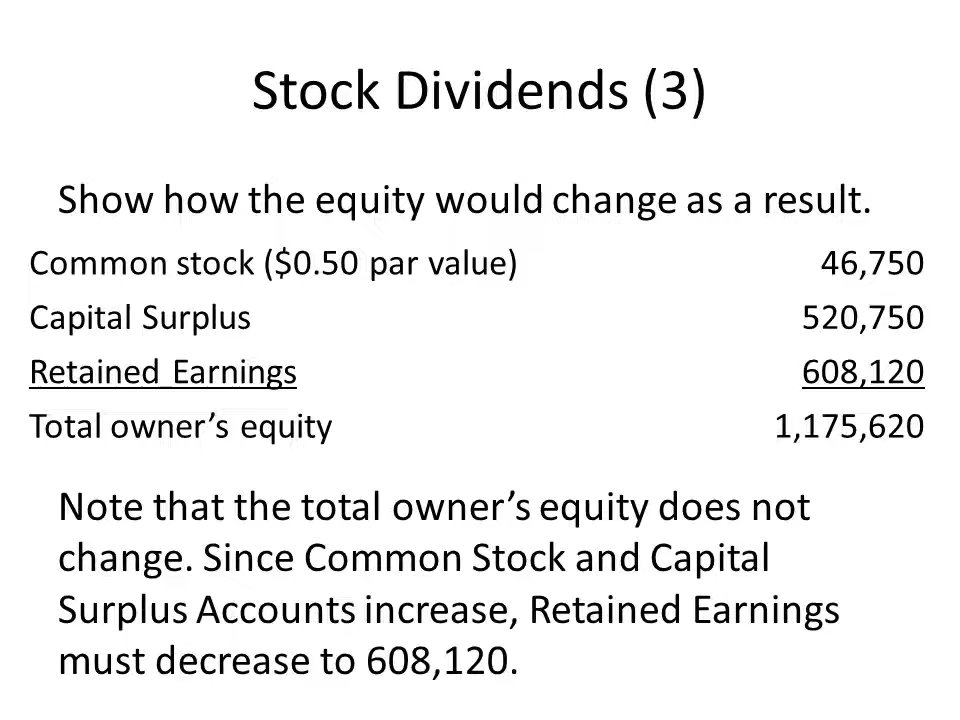 Stock Dividends (3)
Show how the equity would change as a result.
Common stock ($0.50 par value) 46,750
Capital Surplus 520,750
Retained Earnings 608,120
Total owner’s equity 1,175,620
Note that the total owner’s equity does not
change. Since Common Stock and Capital
Surplus Accounts increase, Retained Earnings
must decrease to 608,120.